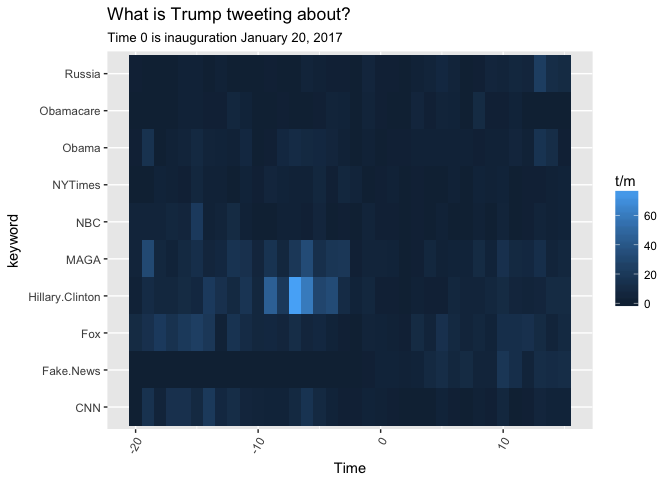 What is Trump tweeting about?
Time 0 is inauguration January 20, 2017
Russia
Obamacare
Obama
NYTimes
NBC
MAGA
Hillary.Clinton
Fox
Fake.News
CNN
keyword
-20
-10
0
10
Time
t/m
60
40
20
0